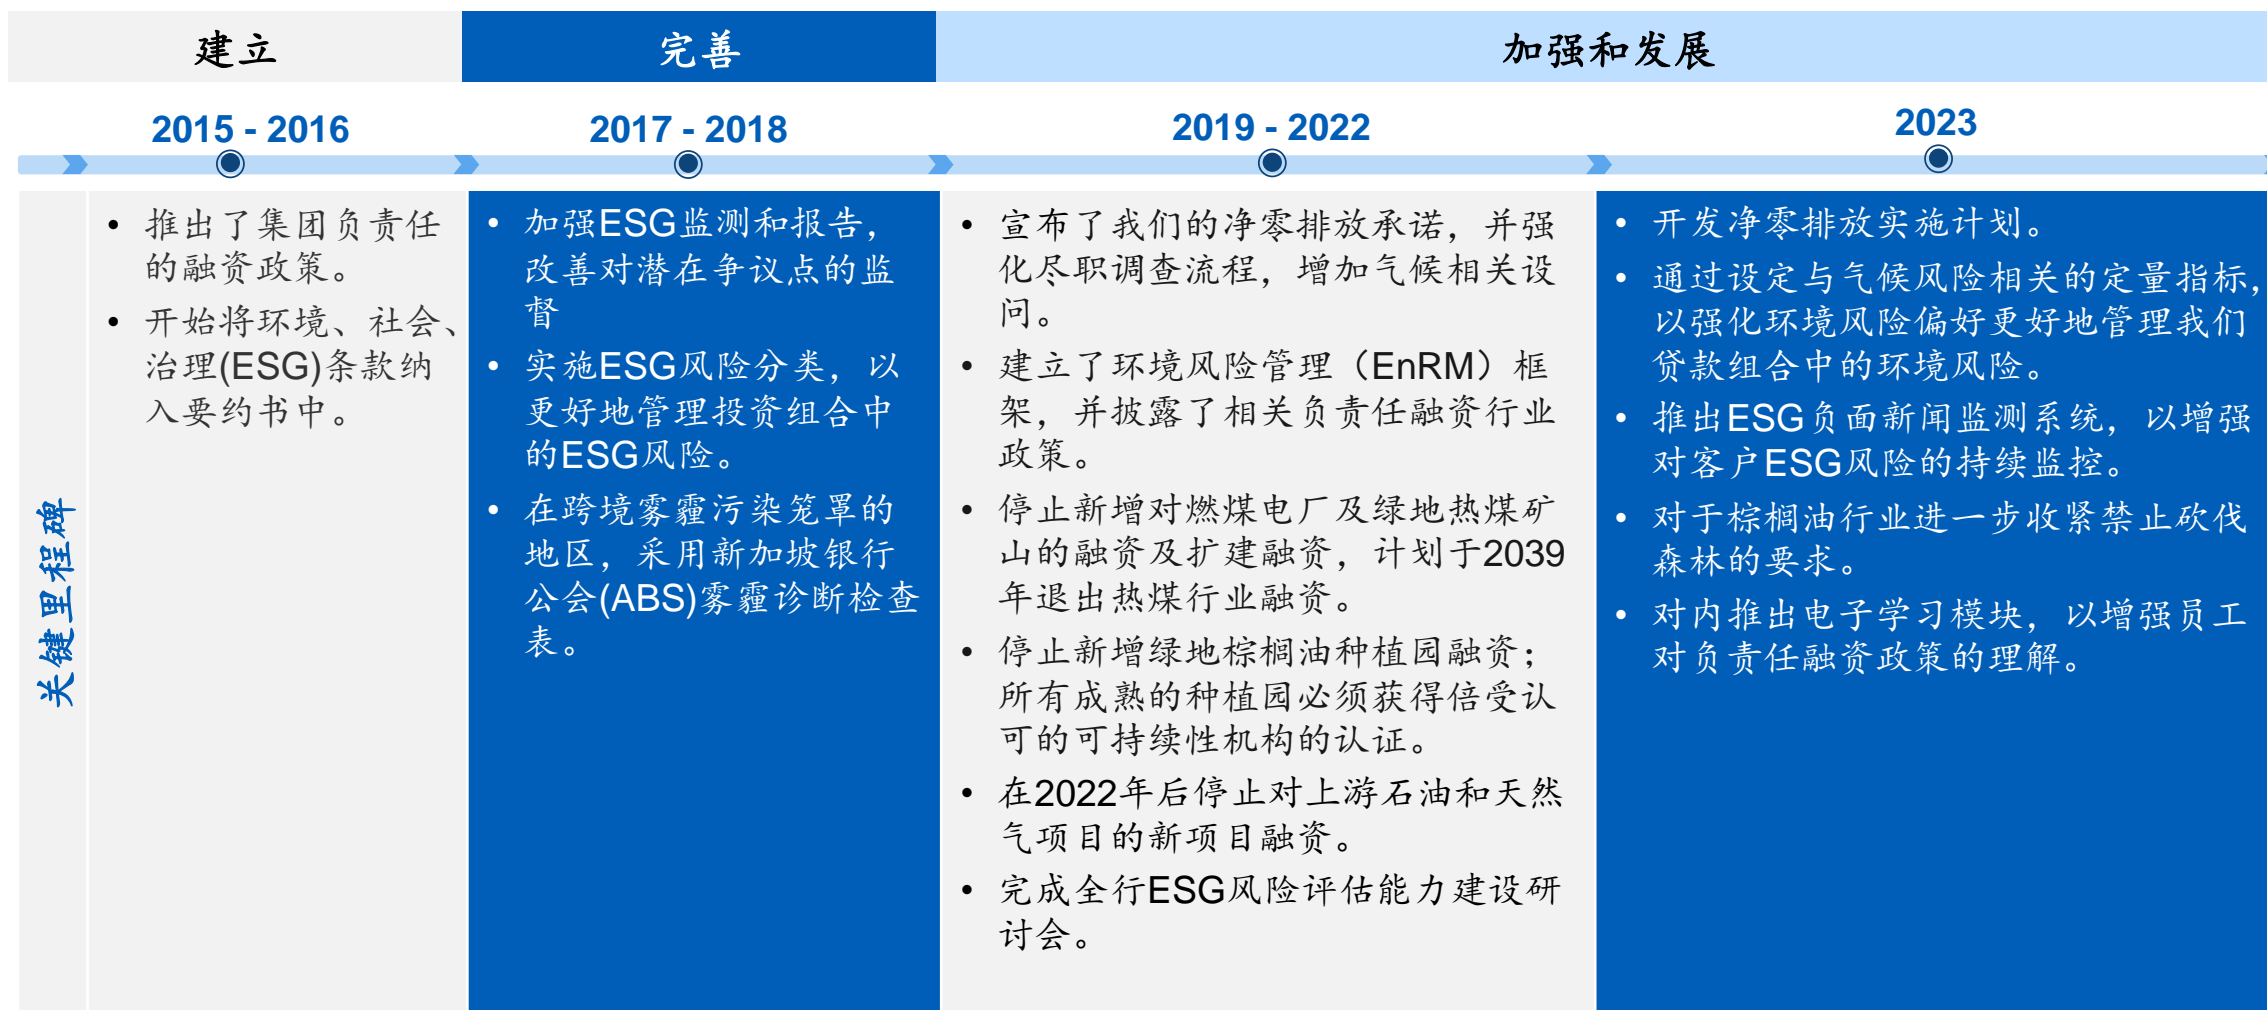 建立
完善
加强和发展
2015 - 2016
2017 - 2018
2019 - 2022
2023
关键里程碑
• 推出了集团负责任
的融资政策。
• 开始将环境、社会、
治理(ESG)条款纳
入要约书中。
• 加强ESG监测和报告，
改善对潜在争议点的监
督
• 实施ESG风险分类，以
更好地管理投资组合中
的ESG风险。
• 在跨境雾霾污染笼罩的
地区，采用新加坡银行
公会(ABS)雾霾诊断检查
表。
• 宣布了我们的净零排放承诺，并强
化尽职调查流程，增加气候相关设
问。
• 建立了环境风险管理（EnRM）框
架，并披露了相关负责任融资行业
政策。
• 停止新增对燃煤电厂及绿地热煤矿
山的融资及扩建融资，计划于2039
年退出热煤行业融资。
• 停止新增绿地棕榈油种植园融资；
所有成熟的种植园必须获得倍受认
可的可持续性机构的认证。
• 在2022年后停止对上游石油和天然
气项目的新项目融资。
• 完成全行ESG风险评估能力建设研
讨会。
• 开发净零排放实施计划。
• 通过设定与气候风险相关的定量指标，
以强化环境风险偏好更好地管理我们
贷款组合中的环境风险。
• 推出ESG负面新闻监测系统，以增强
对客户ESG风险的持续监控。
• 对于棕榈油行业进一步收紧禁止砍伐
森林的要求。
• 对内推出电子学习模块，以增强员工
对负责任融资政策的理解。